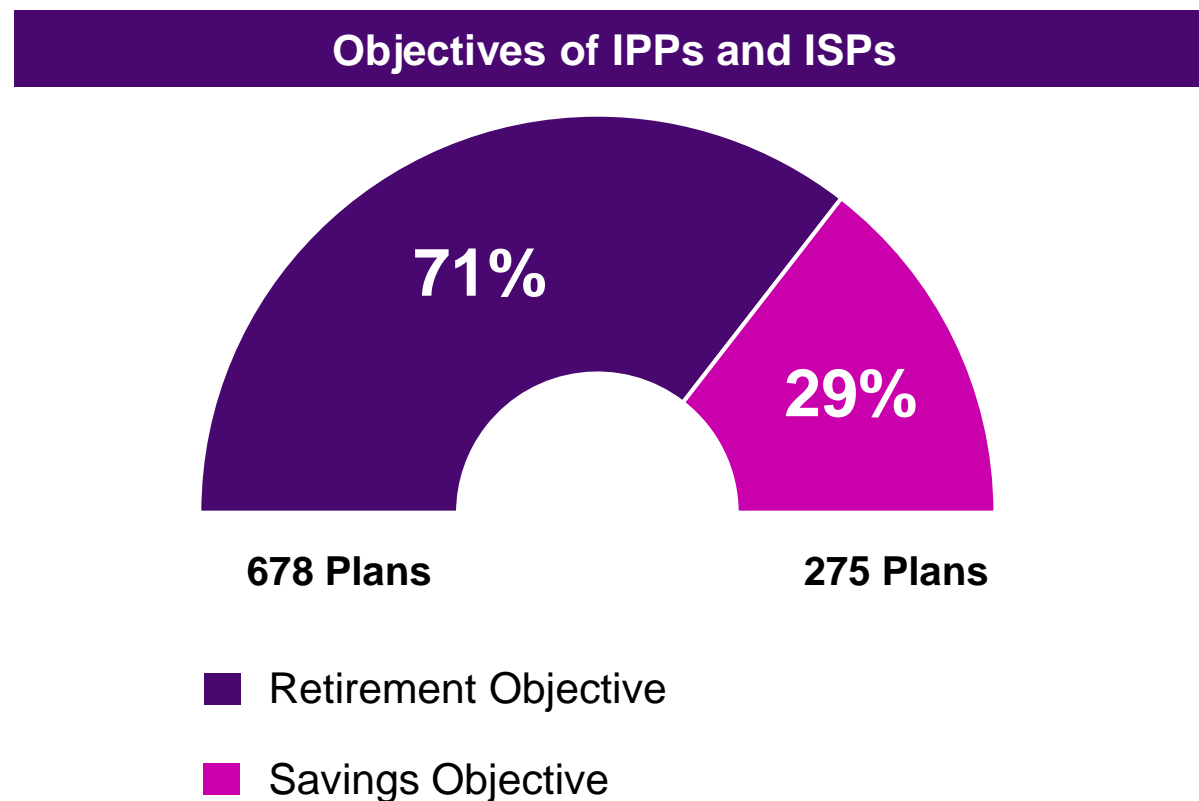 Objectives of IPPs and ISPs
71%
29%
678 Plans
275 Plans
Retirement Objective
Savings Objective